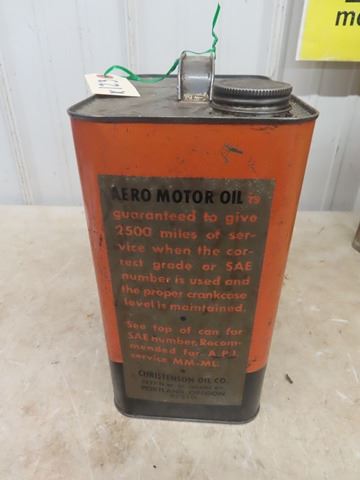 AERO MOTOR OIL is
guaranteed to give
2500 miles of ser-
vice when the cor-
rect grade or SAE
number is used and
the proper crankcase
level is maintained.
See top of can for
SAE number, Recom-
mended for A.P.I.
service MM-ML.
CHRISTENSON OIL CO.
PORTLAND, OREGON